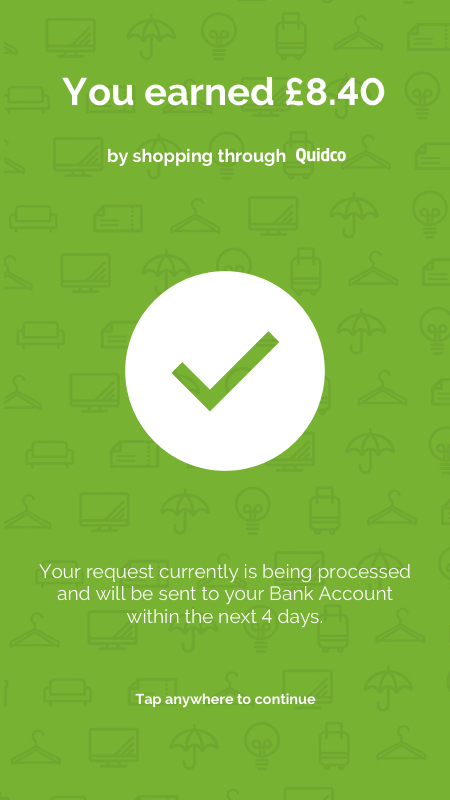 You earned £8.40
by shopping through Quidco
Your request currently is being processed
and will be sent to your Bank Account
within the next 4 days.
Tap anywhere to continue